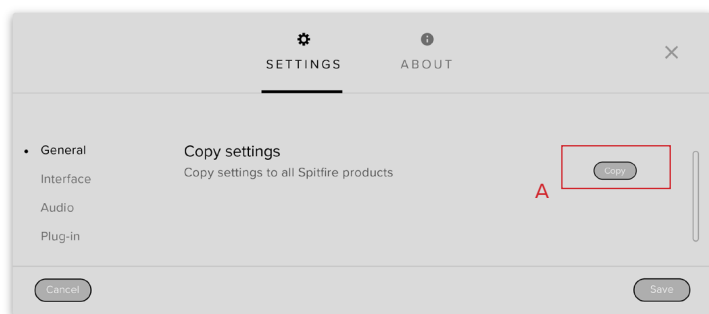 SETTINGS ABOUT
General
Interface
Audio
Plug-in
Copy settings
Copy settings to all Spitfire products
Copy
A
Cancel
Save